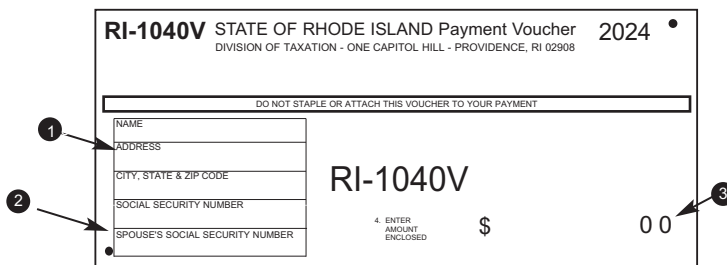 RI-1040V STATE OF RHODE ISLAND Payment Voucher 2024
DIVISION OF TAXATION - ONE CAPITOL HILL - PROVIDENCE, RI 02908
DO NOT STAPLE OR ATTACH THIS VOUCHER TO YOUR PAYMENT
NAME
1
ADDRESS
CITY, STATE & ZIP CODE
RI-1040V
2
SOCIAL SECURITY NUMBER
3
4. ENTER
AMOUNT
ENCLOSED
$ 0 0
SPOUSE'S SOCIAL SECURITY NUMBER